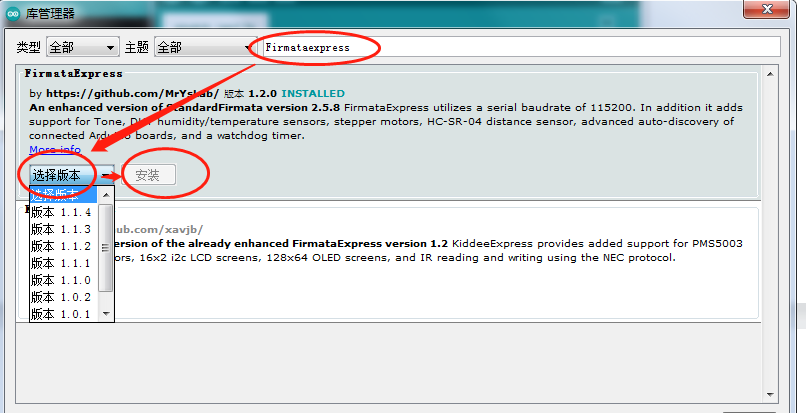 库管理器
类型 全部 主题 全部 Firmataexpress
FirmataExpress
by https://github.com/MrYsLab/ 版本 1.2.0 INSTALLED
An enhanced version of StandardFirmata version 2.5.8 FirmataExpress utilizes a serial baudrate of 115200. In addition it adds
support for Tone, humidity/temperature sensors, stepper motors, HC-SR-04 distance sensor, advanced auto-discovery of
connected Arduino boards, and a watchdog timer.
More info
选择版本 安装
选择版本
版本 1.1.4
版本 1.1.3
版本 1.1.2
版本 1.1.1
版本 1.1.0
版本 1.0.2
版本 1.0.1
hub.com/xavjb/
ersion of the already enhanced FirmataExpress version 1.2 KiddeeExpress provides added support for PMS5003
ors, 16x2 i2c LCD screens, 128x64 OLED screens, and IR reading and writing using the NEC protocol.